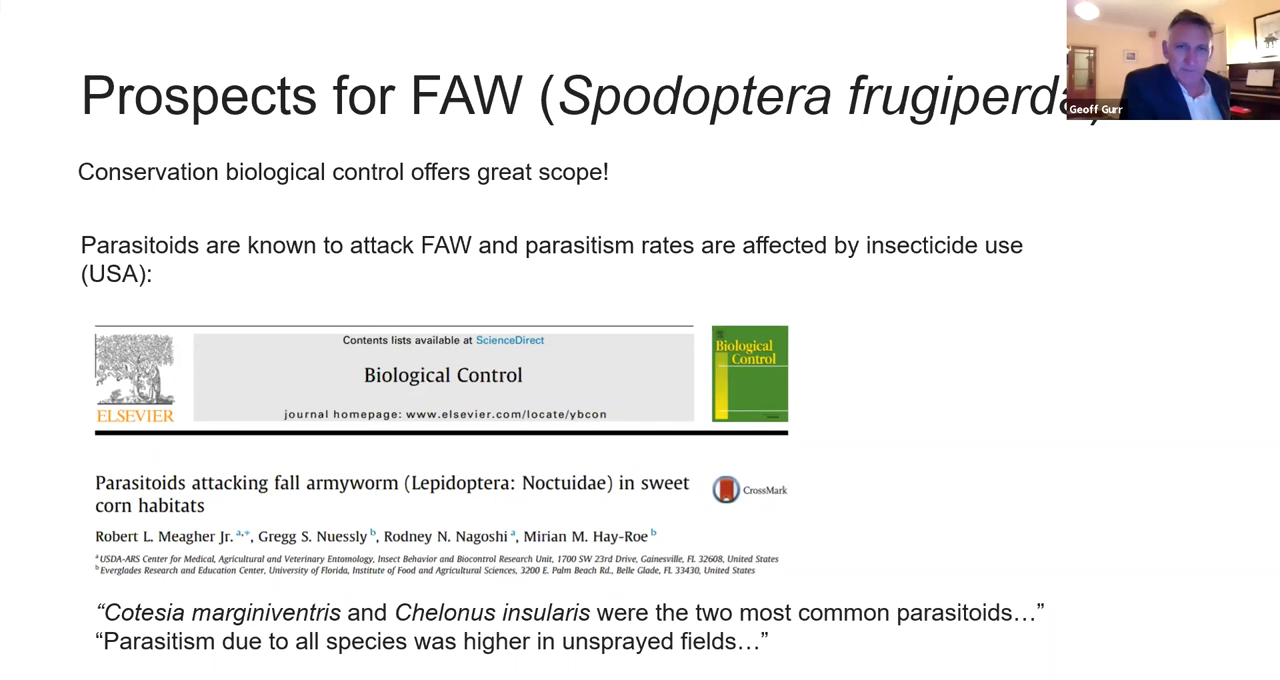 Prospects for FAW (Spodoptera frugiperda)
Geoff Gurr
Conservation biological control offers great scope!
Parasitoids are known to attack FAW and parasitism rates are affected by insecticide use
(USA):
Contents lists available at ScienceDirect
Biological Control
journal homepage: www.elsevier.com/locate/ybcon
ELSEVIER
Biological
Control
Parasitoids attacking fall armyworm (Lepidoptera: Noctuidae) in sweet
corn habitats
CrossMark
Robert L. Meagher Jr. a,*, Gregg S. Nuessly b, Rodney N. Nagoshi a, Mirian M. Hay-Roe b
a USDA-ARS Center for Medical, Agricultural and Veterinary Entomology, Insect Behavior and Biocontrol Research Unit, 1700 SW 23rd Drive, Gainesville, FL 32608, United States
b Everglades Research and Education Center, University of Florida, Institute of Food and Agricultural Sciences, 3200 E. Palm Beach Rd., Belle Glade, FL 33430, United States
“Cotesia marginiventris and Chelonus insularis were the two most common parasitoids…”
“Parasitism due to all species was higher in unsprayed fields…”